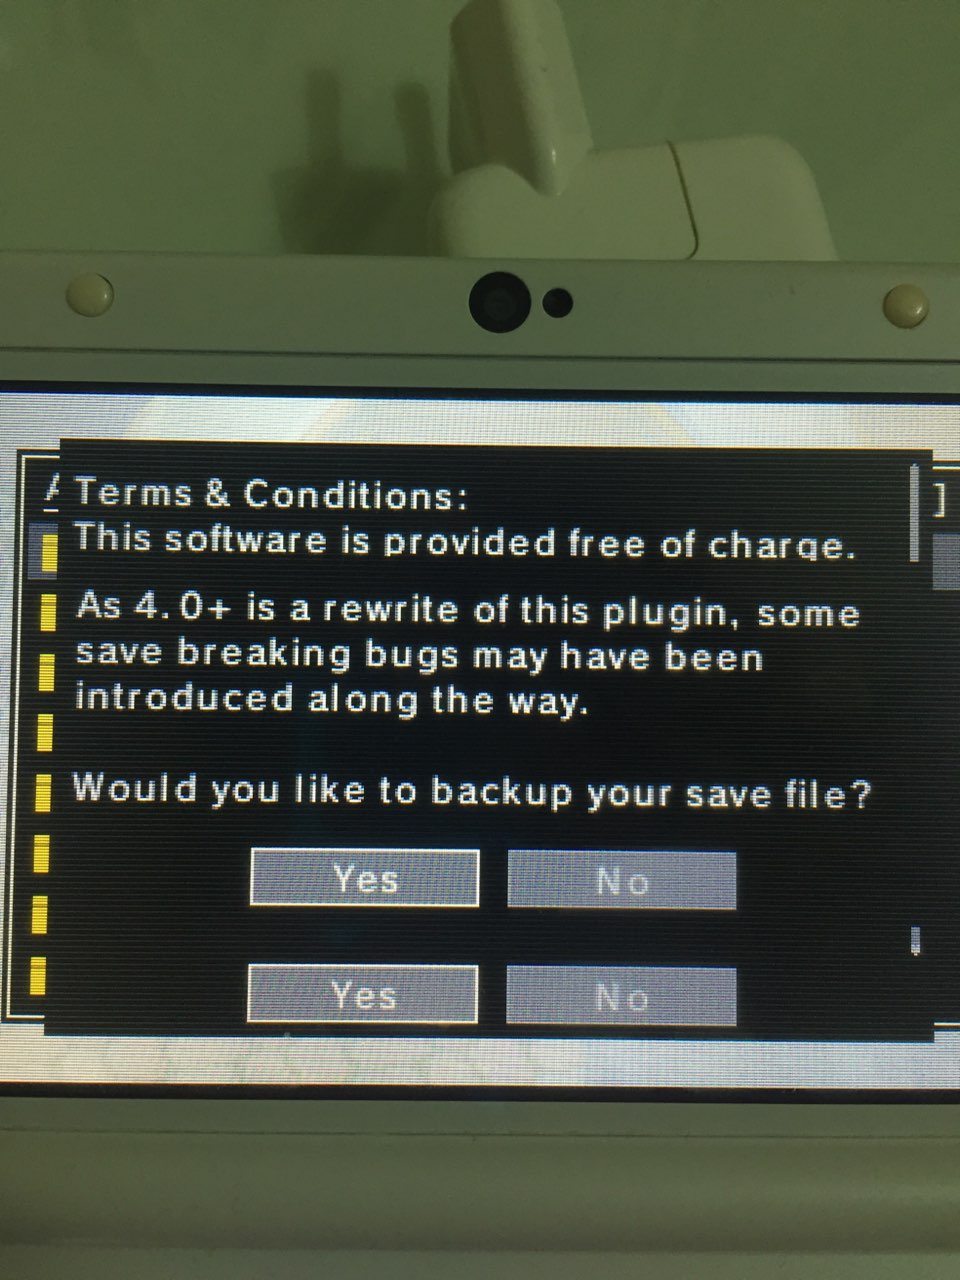 Terms & Conditions:
This software is provided free of charge.
As 4.0+ is a rewrite of this plugin, some
save breaking bugs may have been
introduced along the way.
Would you like to backup your save file?
Yes No
Yes No
]